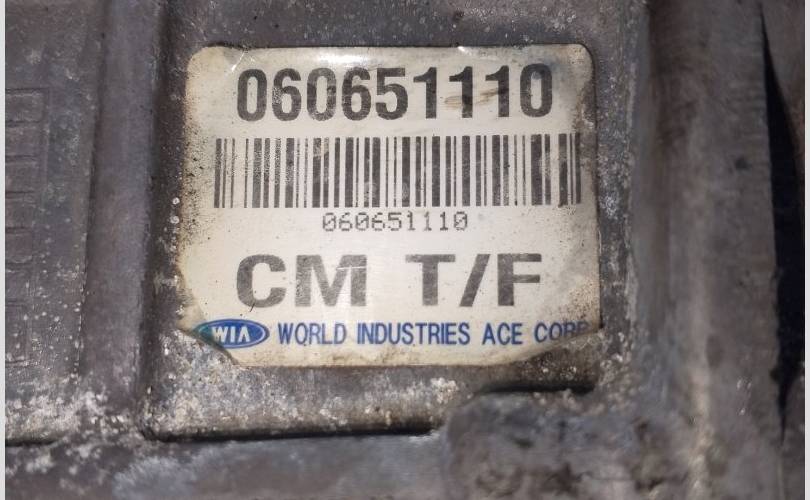 060651110
060651110
CM T/F
WIA WORLD INDUSTRIES ACE CORP